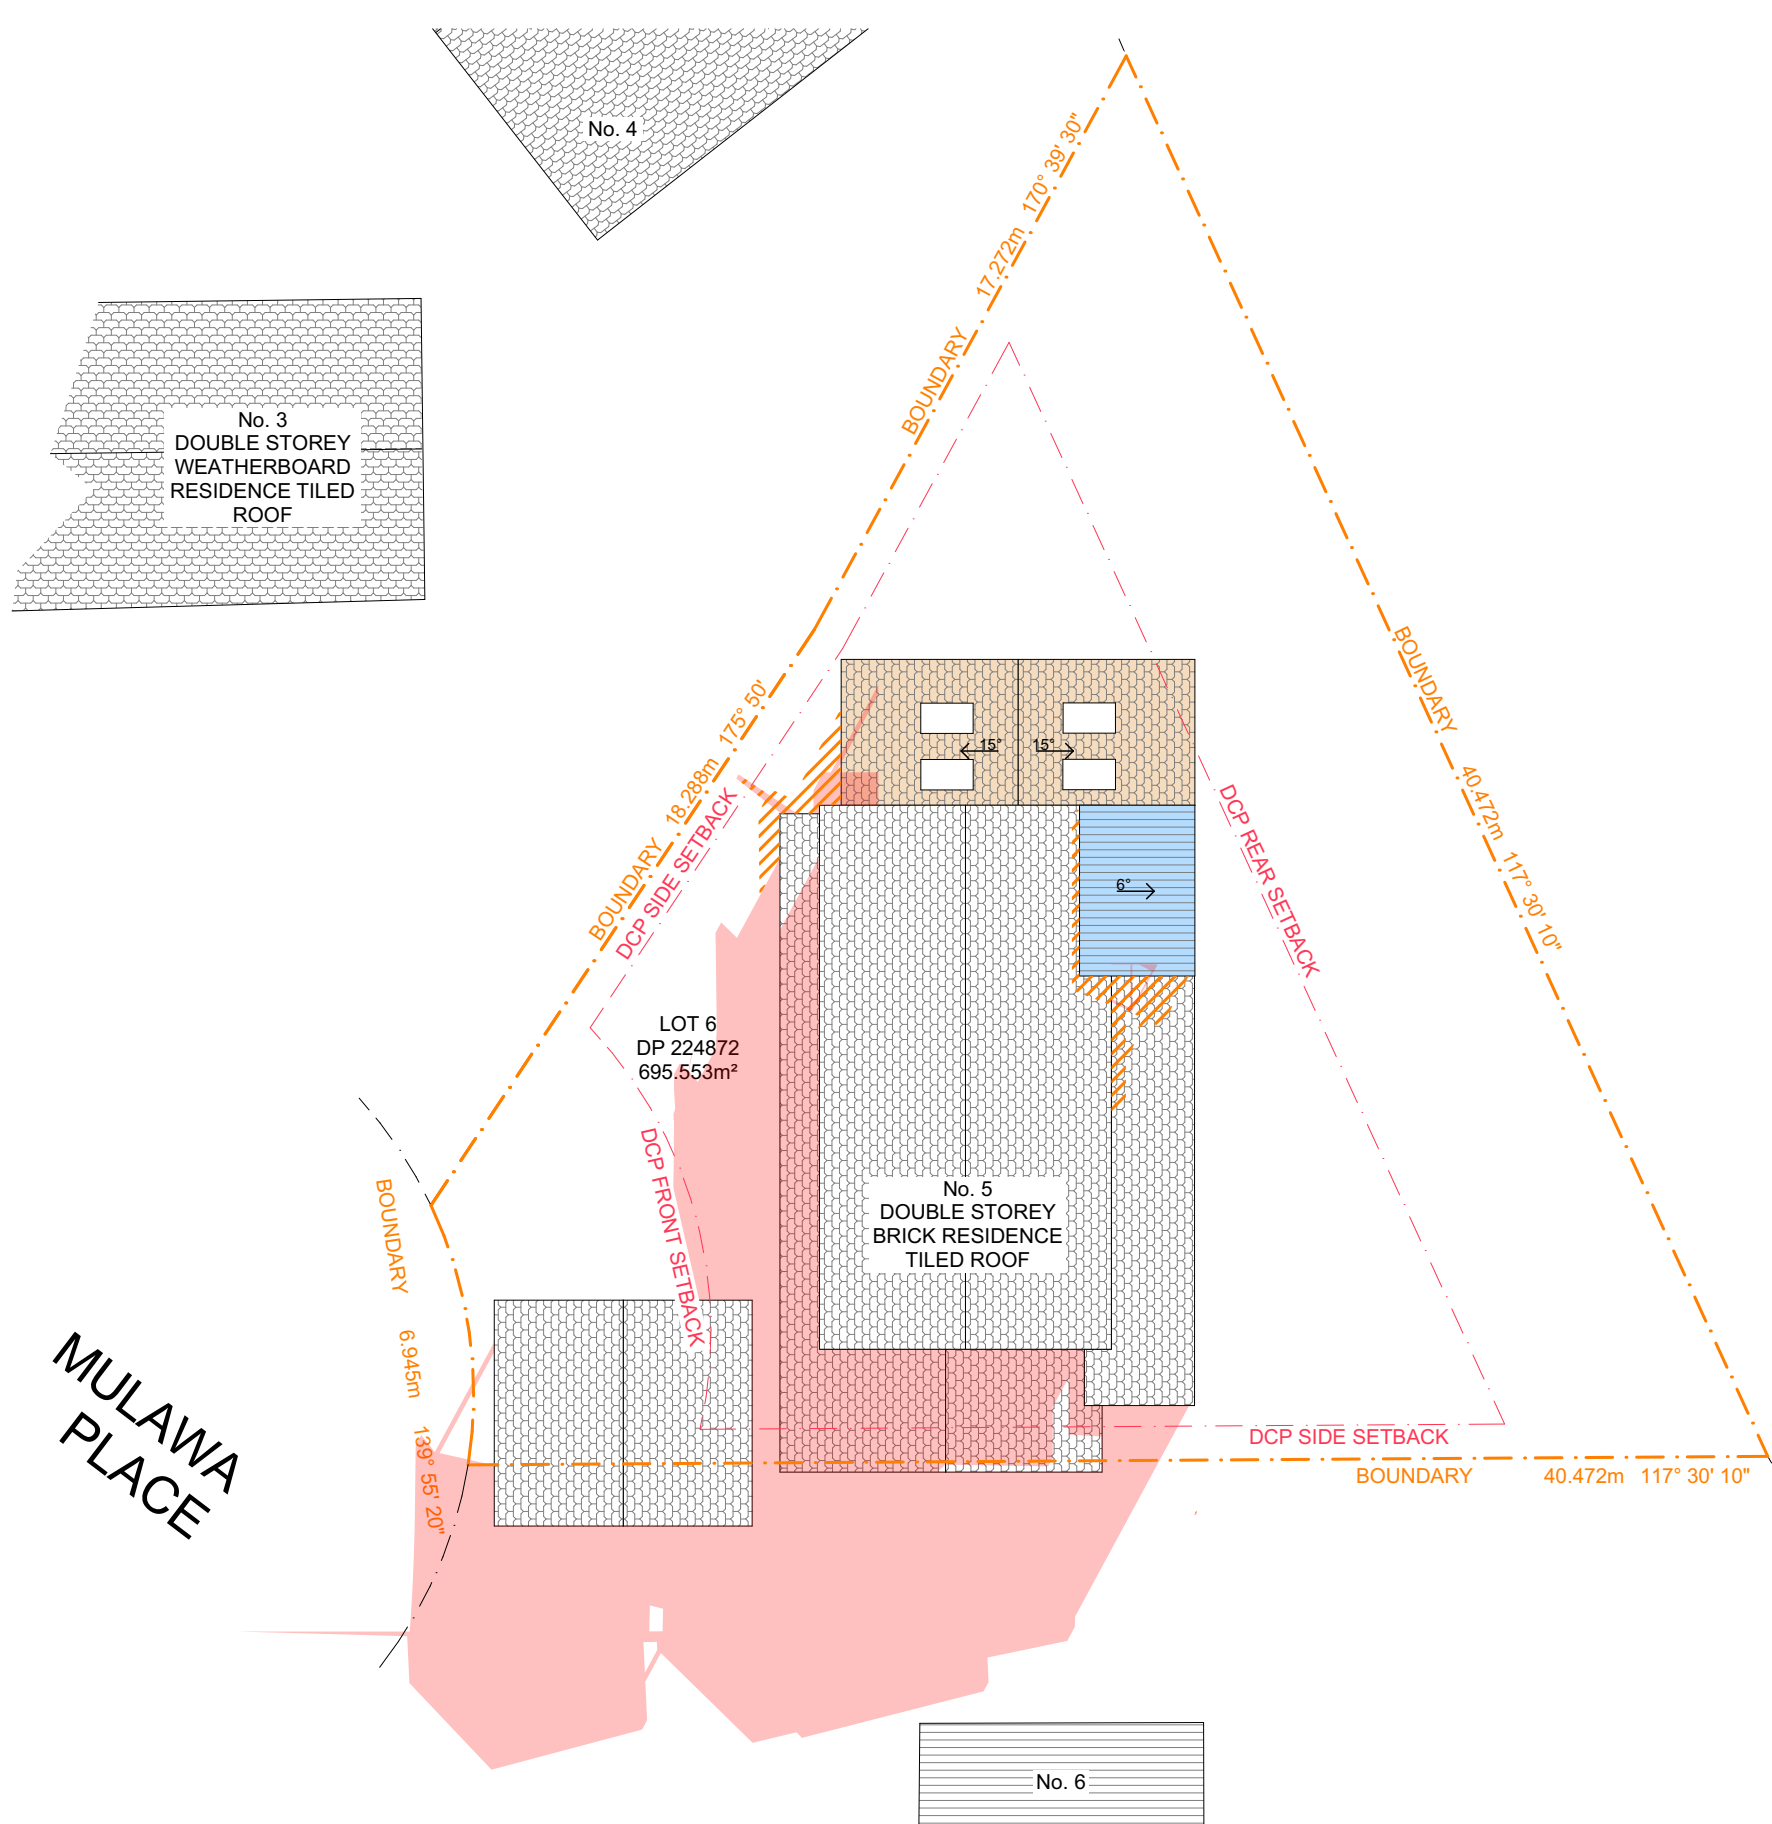 No. 4
17.272m 170° 39' 30"
BOUNDARY
No. 3
DOUBLE STOREY
WEATHERBOARD
RESIDENCE TILED
ROOF
BOUNDARY 18.288m 175° 50'
DCP SIDE SETBACK
15° 15°
6°
BOUNDARY 40.472m 117° 30' 10"
DCP REAR SETBACK
LOT 6
DP 224872
695.553m²
DCP FRONT SETBACK
No. 5
DOUBLE STOREY
BRICK RESIDENCE
TILED ROOF
BOUNDARY 6.945m 139° 55' 20"
MULAWA
PLACE
DCP SIDE SETBACK
BOUNDARY 40.472m 117° 30' 10"
No. 6